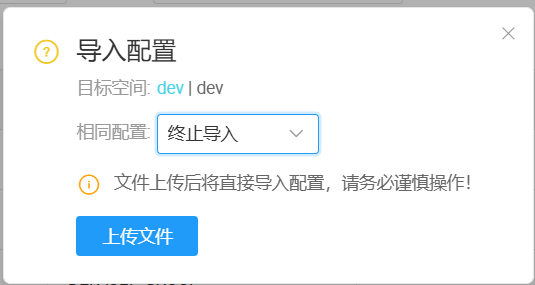 导入配置
目标空间: dev | dev
相同配置: 终止导入
文件上传后将直接导入配置，请务必谨慎操作！
上传文件